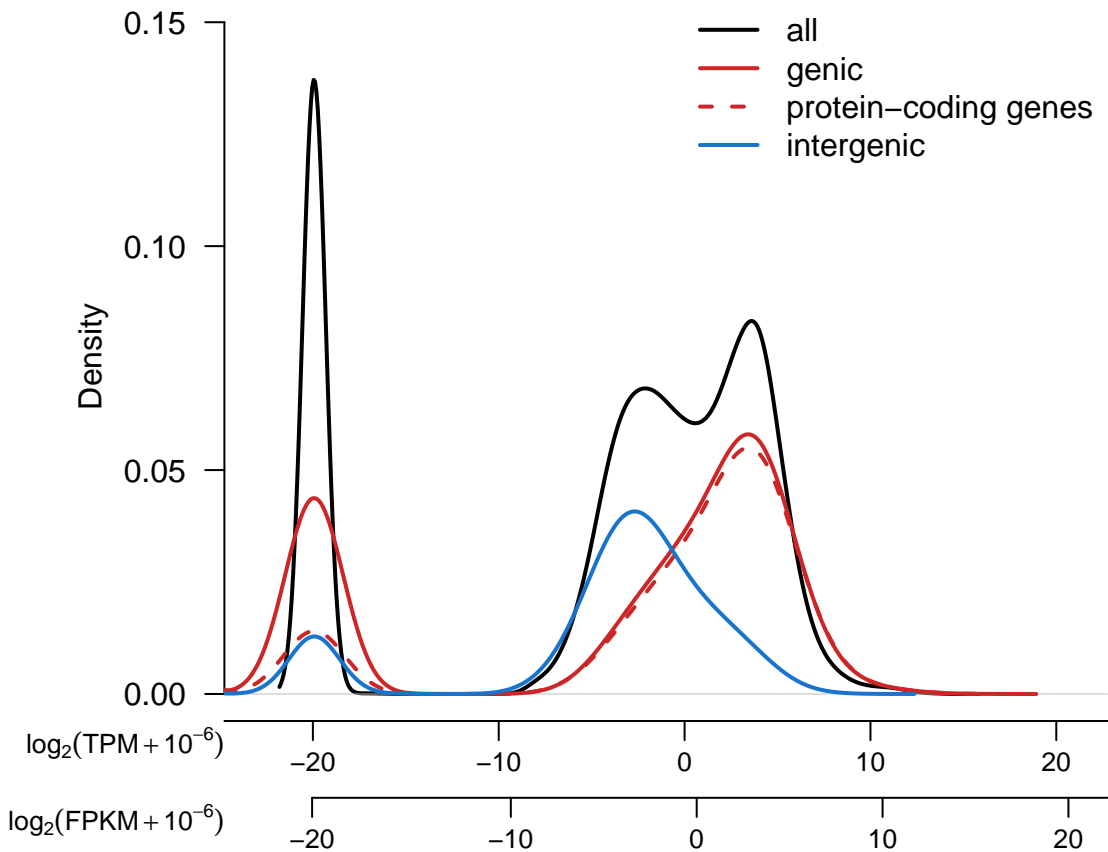 0.15
all
genic
protein−coding genes
intergenic
0.10
Density
0.05
0.00
log₂(TPM + 10⁻⁶)
−20 −10 0 10 20
log₂(FPKM + 10⁻⁶)
−20 −10 0 10 20